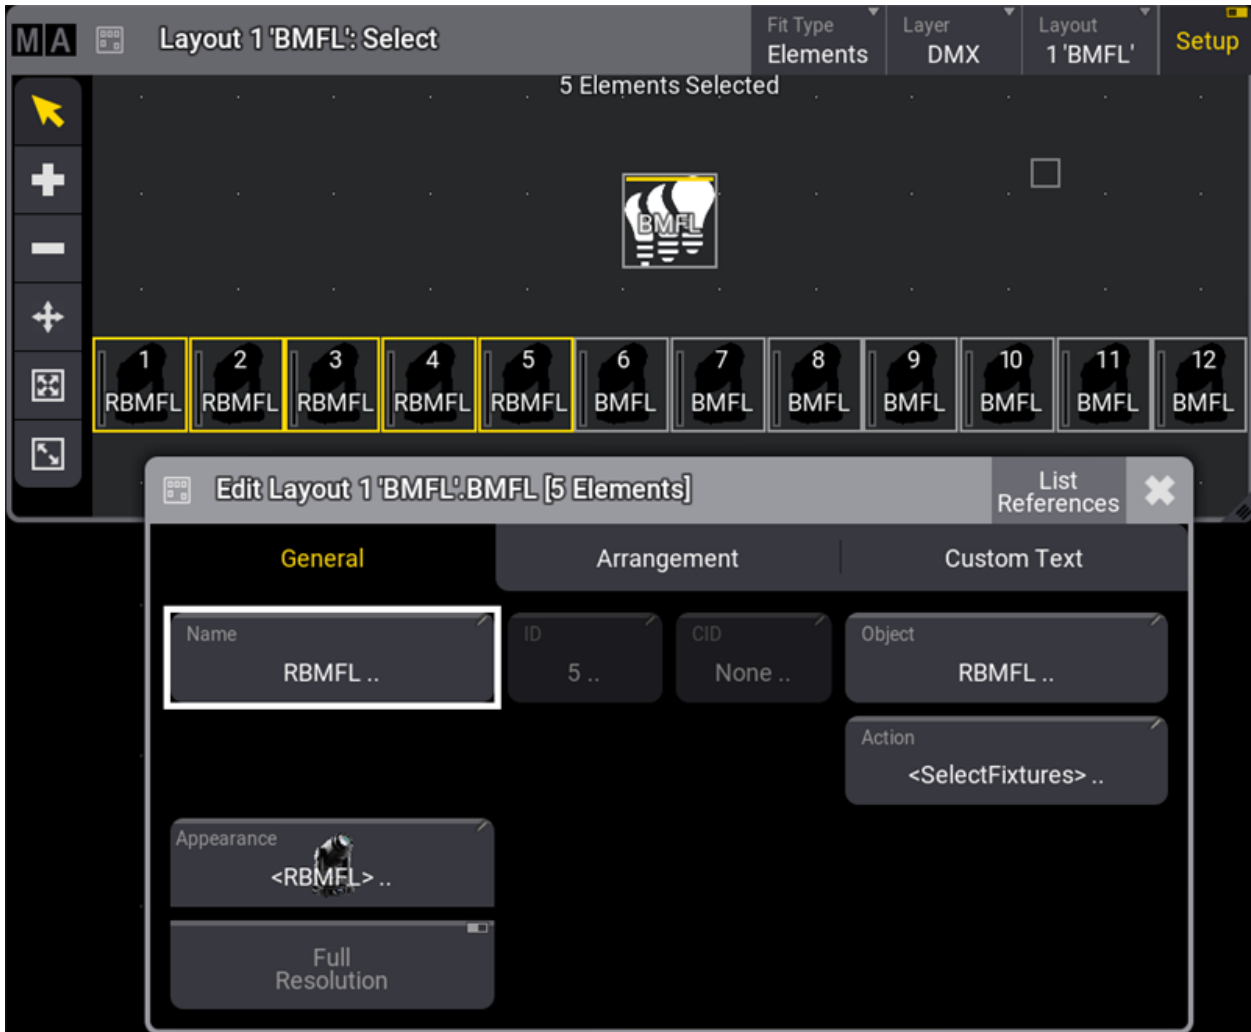 MA Layout 1 'BMFL': Select
Fit Type
Elements
Layer
DMX
Layout
1 'BMFL'
Setup
5 Elements Selected
BMFL
1 2 3 4 5 6 7 8 9 10 11 12
RBMFL RBMFL RBMFL RBMFL RBMFL BMFL BMFL BMFL BMFL BMFL BMFL BMFL
Edit Layout 1 'BMFL'.BMFL [5 Elements]
List
References
General Arrangement Custom Text
Name
RBMFL ..
ID
5 ..
CID
None ..
Object
RBMFL ..
Action
<SelectFixtures> ..
Appearance
<RBMFL> ..
Full
Resolution